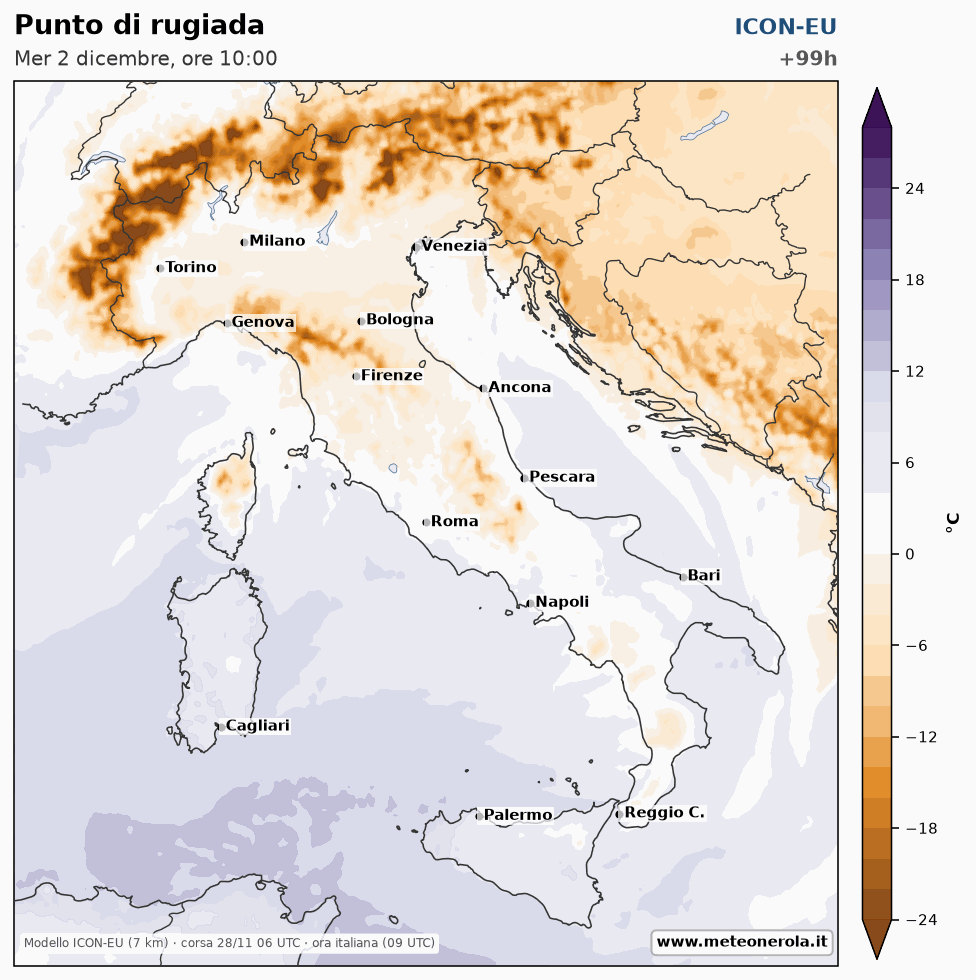 Punto di rugiada
ICON-EU
Mer 2 dicembre, ore 10:00
+99h
Milano
Venezia
Torino
Genova
Bologna
Firenze
Ancona
Pescara
Roma
Bari
Napoli
Cagliari
Palermo
Reggio C.
24
18
12
6
0
−6
−12
−18
−24
°C
Modello ICON-EU (7 km) · corsa 28/11 06 UTC · ora italiana (09 UTC)
www.meteonerola.it